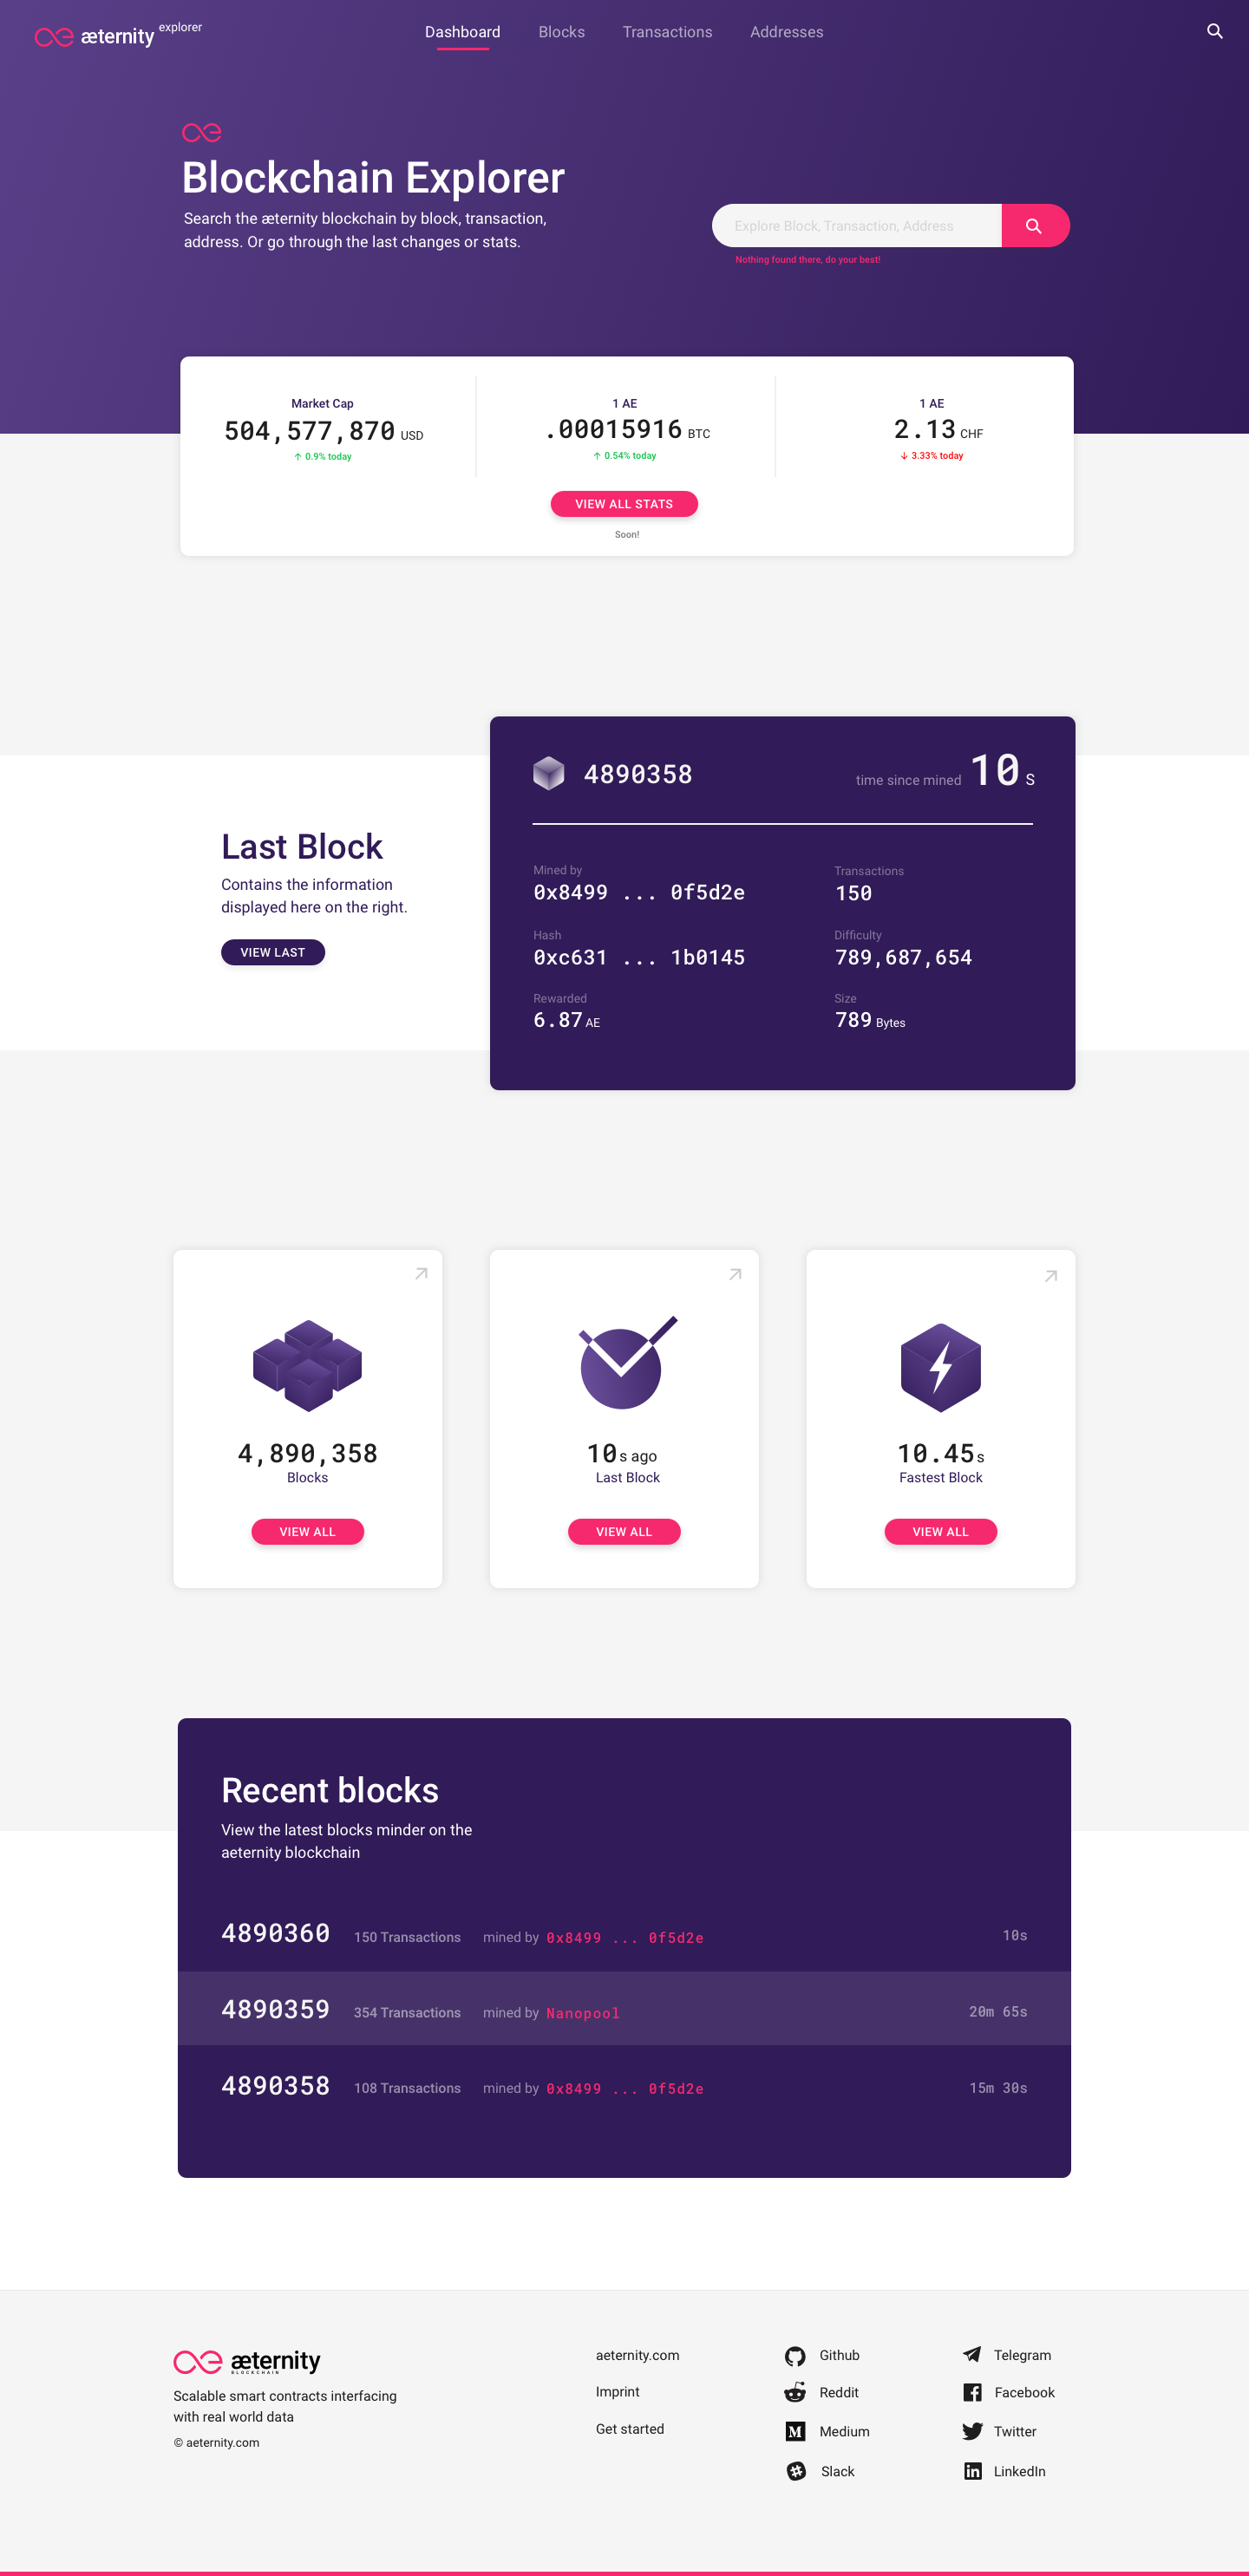 æternity explorer
Dashboard Blocks Transactions Addresses
Blockchain Explorer
Search the æternity blockchain by block, transaction,
address. Or go through the last changes or stats.
Explore Block, Transaction, Address
Nothing found there, do your best!
Market Cap
504,577,870 USD
0.9% today
1 AE
.00015916 BTC
0.54% today
1 AE
2.13 CHF
3.33% today
VIEW ALL STATS
Soon!
Last Block
Contains the information
displayed here on the right.
VIEW LAST
4890358
time since mined 10 S
Mined by
0x8499 ... 0f5d2e
Transactions
150
Hash
0xc631 ... 1b0145
Difficulty
789,687,654
Rewarded
6.87 AE
Size
789 Bytes
4,890,358
Blocks
VIEW ALL
10 s ago
Last Block
VIEW ALL
10.45 s
Fastest Block
VIEW ALL
Recent blocks
View the latest blocks minder on the
aeternity blockchain
4890360 150 Transactions mined by 0x8499 ... 0f5d2e 10s
4890359 354 Transactions mined by Nanopool 20m 65s
4890358 108 Transactions mined by 0x8499 ... 0f5d2e 15m 30s
æternity
BLOCKCHAIN
Scalable smart contracts interfacing
with real world data
© aeternity.com
aeternity.com
Imprint
Get started
Github
Reddit
Medium
Slack
Telegram
Facebook
Twitter
LinkedIn